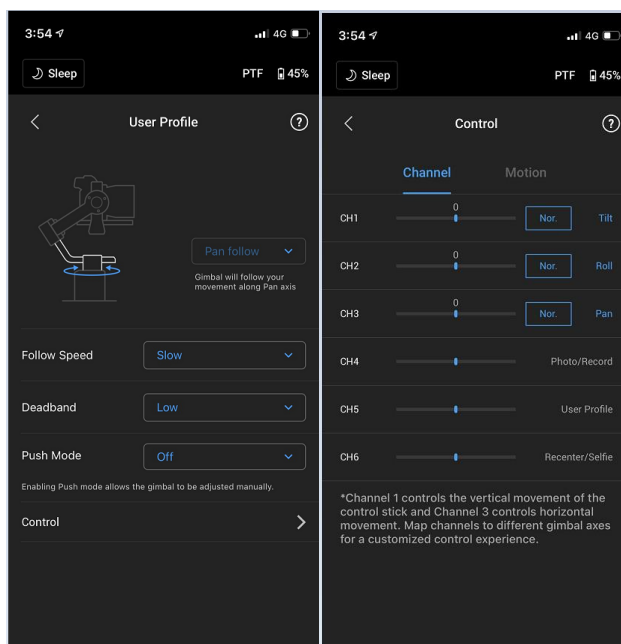 3:54
4G
Sleep
PTF
45%
User Profile
?
Pan follow
Gimbal will follow your
movement along Pan axis
Follow Speed
Slow
Deadband
Low
Push Mode
Off
Enabling Push mode allows the gimbal to be adjusted manually.
Control
3:54
4G
Sleep
PTF
45%
Control
?
Channel
Motion
0
CH1
Nor.
Tilt
0
CH2
Nor.
Roll
0
CH3
Nor.
Pan
CH4
Photo/Record
CH5
User Profile
CH6
Recenter/Selfie
*Channel 1 controls the vertical movement of the
control stick and Channel 3 controls horizontal
movement. Map channels to different gimbal axes
for a customized control experience.